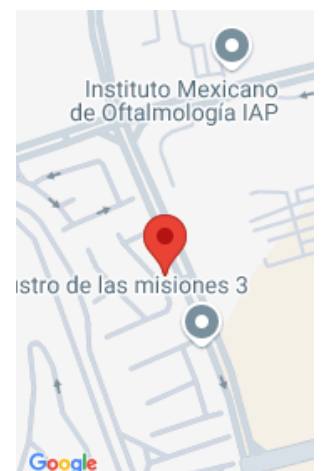 Instituto Mexicano
de Oftalmología IAP
ustro de las misiones 3
Google